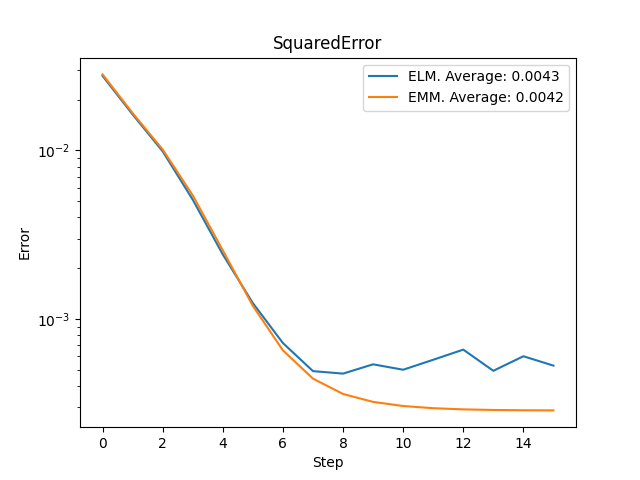 SquaredError
ELM. Average: 0.0043
EMM. Average: 0.0042
10⁻²
10⁻³
Error
0 2 4 6 8 10 12 14
Step